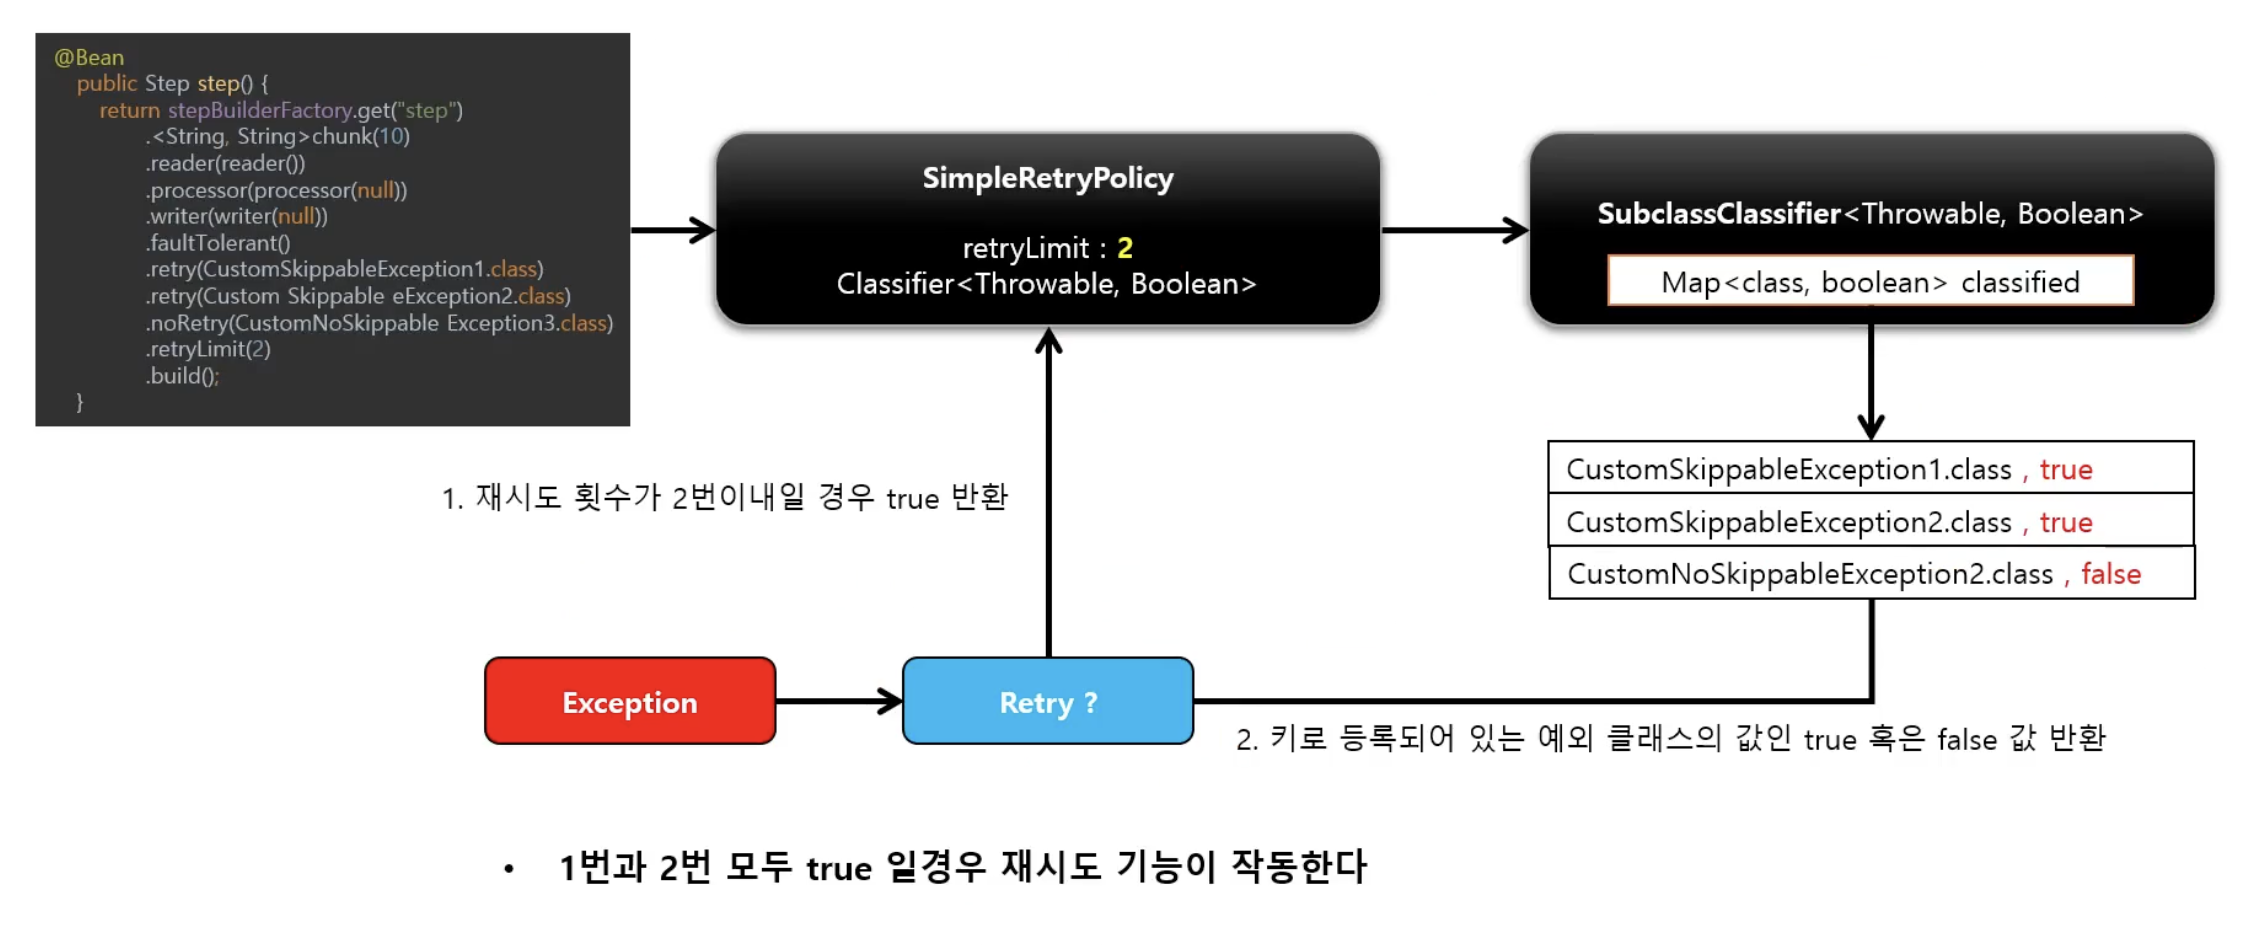 @Bean
public Step step() {
return stepBuilderFactory.get("step")
.<String, String>chunk(10)
.reader(reader())
.processor(processor(null))
.writer(writer(null))
.faultTolerant()
.retry(CustomSkippableException1.class)
.retry(Custom Skippable eException2.class)
.noRetry(CustomNoSkippable Exception3.class)
.retryLimit(2)
.build();
}
SimpleRetryPolicy
retryLimit : 2
Classifier<Throwable, Boolean>
SubclassClassifier<Throwable, Boolean>
Map<class, boolean> classified
CustomSkippableException1.class , true
CustomSkippableException2.class , true
CustomNoSkippableException2.class , false
1. 재시도 횟수가 2번이내일 경우 true 반환
Exception
Retry ?
2. 키로 등록되어 있는 예외 클래스의 값인 true 혹은 false 값 반환
• 1번과 2번 모두 true 일경우 재시도 기능이 작동한다